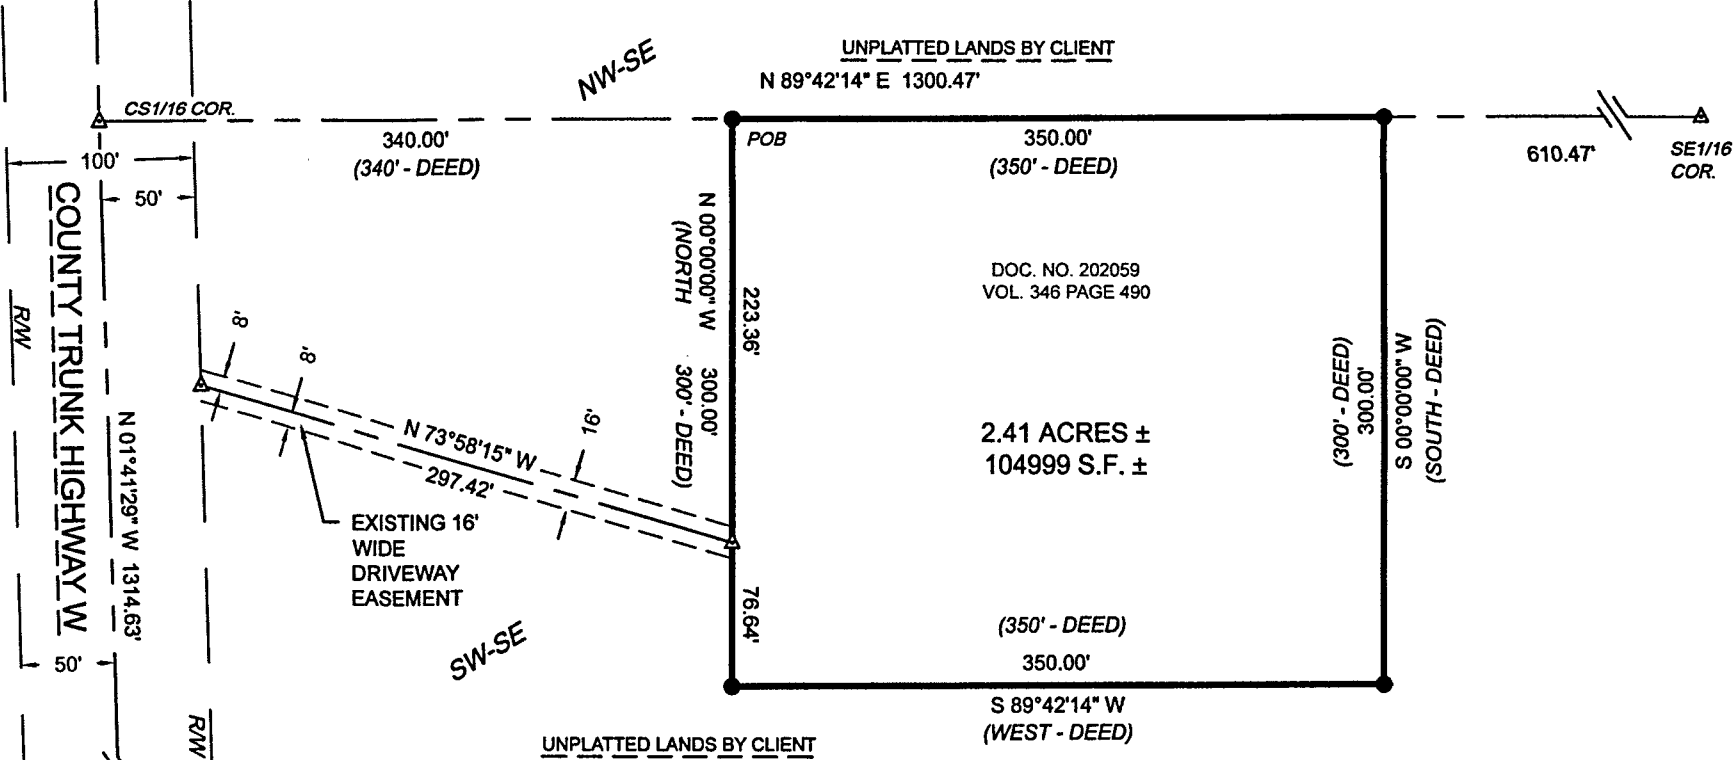 UNPLATTED LANDS BY CLIENT
N 89°42'14" E 1300.47'
NW-SE
CS1/16 COR.
340.00'
(340' - DEED)
POB
350.00'
(350' - DEED)
610.47'
SE1/16
COR.
100'
50'
COUNTY TRUNK HIGHWAY W
R/W
N 01°41'29" W 1314.63'
50'
R/W
8'
8'
16'
N 73°58'15" W
297.42'
EXISTING 16'
WIDE
DRIVEWAY
EASEMENT
SW-SE
N 00°00'00" W 300.00'
(NORTH 300' - DEED)
223.36'
76.64'
DOC. NO. 202059
VOL. 346 PAGE 490
2.41 ACRES ±
104999 S.F. ±
(300' - DEED)
300.00'
S 00°00'00" W
(SOUTH - DEED)
(350' - DEED)
350.00'
S 89°42'14" W
(WEST - DEED)
UNPLATTED LANDS BY CLIENT